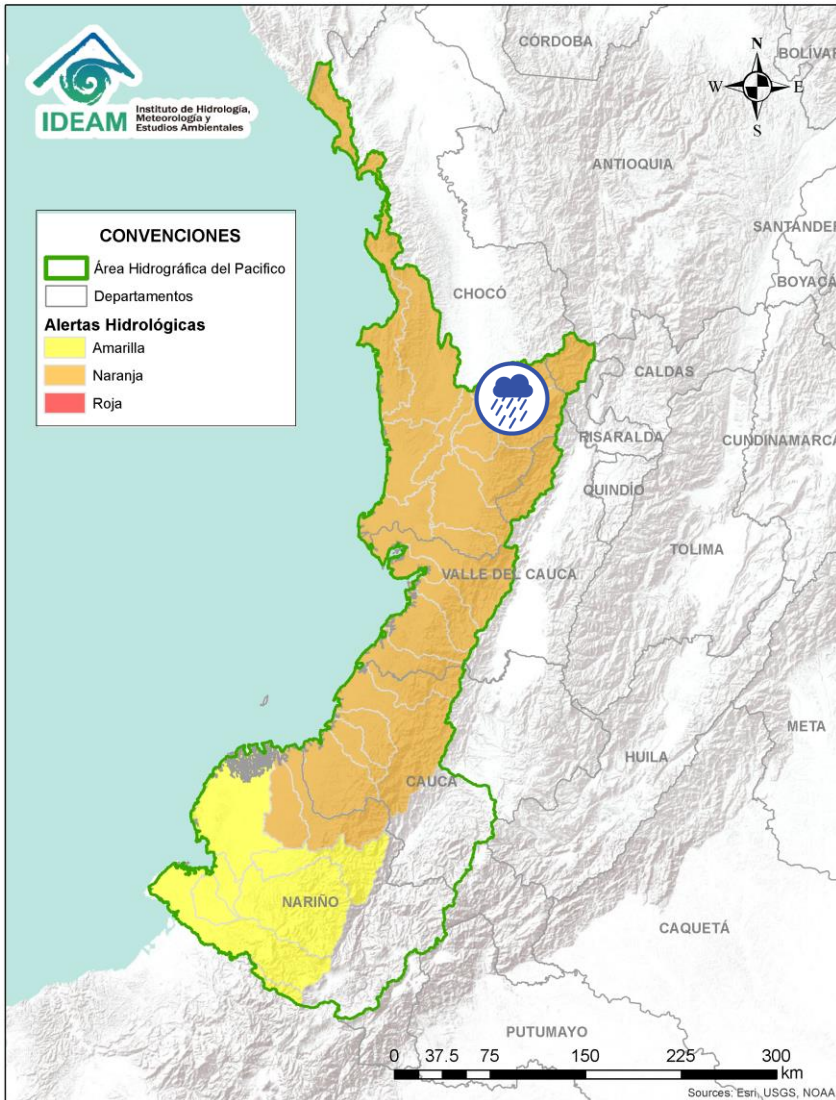 IDEAM
Instituto de Hidrología,
Meteorología y
Estudios Ambientales
CONVENCIONES
Área Hidrográfica del Pacifico
Departamentos
Alertas Hidrológicas
Amarilla
Naranja
Roja
N
W
E
S
CÓRDOBA
BOLÍVAR
ANTIOQUIA
SANTANDER
BOYACÁ
CHOCÓ
CALDAS
RISARALDA
CUNDINAMARCA
QUINDÍO
TOLIMA
VALLE DEL CAUCA
META
HUILA
CAUCA
NARIÑO
CAQUETÁ
PUTUMAYO
0 37.5 75 150 225 300
km
Sources: Esri, USGS, NOAA